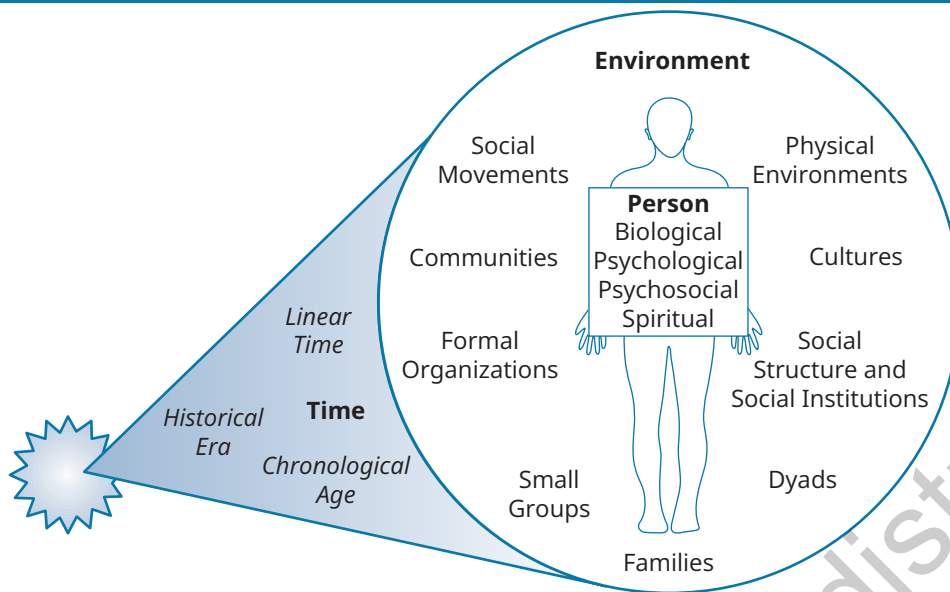 Environment
Social
Movements
Physical
Environments
Person
Biological
Psychological
Psychosocial
Spiritual
Communities
Cultures
Linear
Time
Formal
Organizations
Social
Structure and
Social Institutions
Historical
Era
Time
Chronological
Age
Small
Groups
Dyads
Families